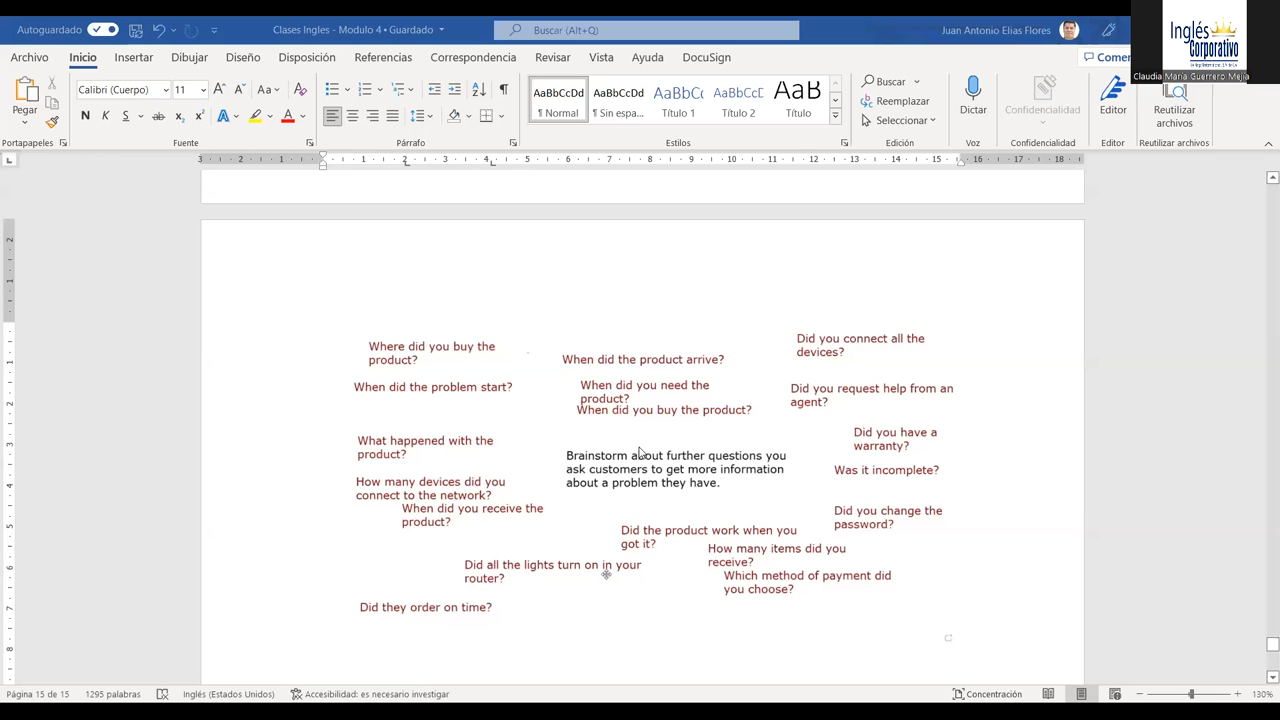 Autoguardado
Clases Ingles - Modulo 4 • Guardado
Buscar (Alt+Q)
Juan Antonio Elias Flores
Inglés
Corporativo
Claudia Maria Guerrero Mejia
Archivo Inicio Insertar Dibujar Diseño Disposición Referencias Correspondencia Revisar Vista Ayuda DocuSign
Comer
Pegar
Calibri (Cuerpo) 11
AaBbCcDd AaBbCcDd AaBbCc AaBbCcD AaB
¶ Normal ¶ Sin espa... Título 1 Título 2 Título
Buscar
Reemplazar
Seleccionar
Dictar
Confidencialidad
Editor
Reutilizar
archivos
Portapapeles Fuente Párrafo Estilos Edición Voz Confidencialidad Editor Reutilizar archivos
Where did you buy the
product?
When did the product arrive?
Did you connect all the
devices?
When did the problem start?
When did you need the
product?
When did you buy the product?
Did you request help from an
agent?
What happened with the
product?
Did you have a
warranty?
Brainstorm about further questions you
ask customers to get more information
about a problem they have.
Was it incomplete?
How many devices did you
connect to the network?
When did you receive the
product?
Did you change the
password?
Did the product work when you
got it?
How many items did you
receive?
Did all the lights turn on in your
router?
Which method of payment did
you choose?
Did they order on time?
Página 15 de 15 1295 palabras Inglés (Estados Unidos) Accesibilidad: es necesario investigar Concentración 130%